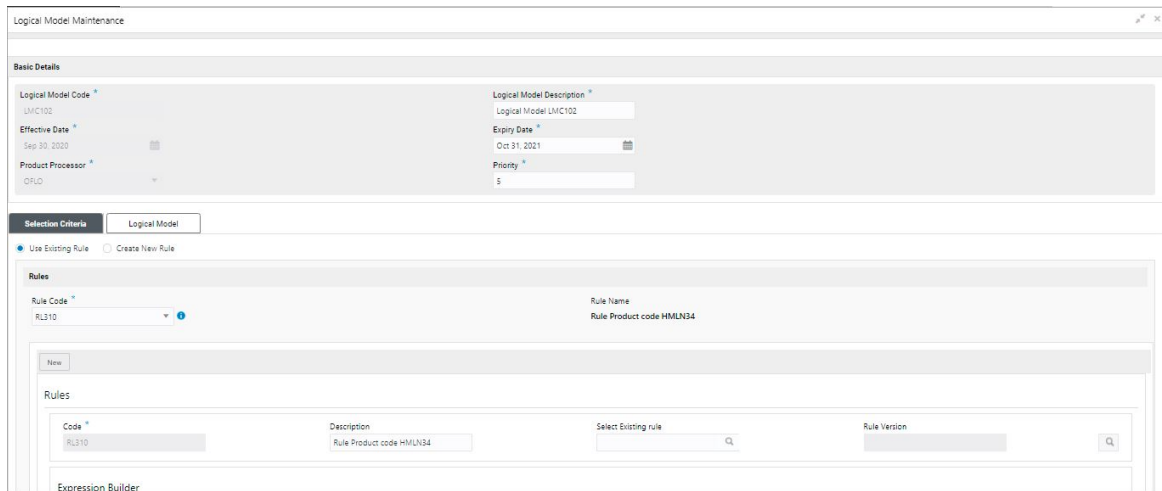 Logical Model Maintenance
Basic Details
Logical Model Code * Logical Model Description *
LMC102 Logical Model LMC102
Effective Date * Expiry Date *
Sep 30, 2020 Oct 31, 2021
Product Processor * Priority *
OFLO 5
Selection Criteria Logical Model
Use Existing Rule Create New Rule
Rules
Rule Code * Rule Name
RL310 Rule Product code HMLN34
New
Rules
Code * Description Select Existing rule Rule Version
RL310 Rule Product code HMLN34
Expression Builder